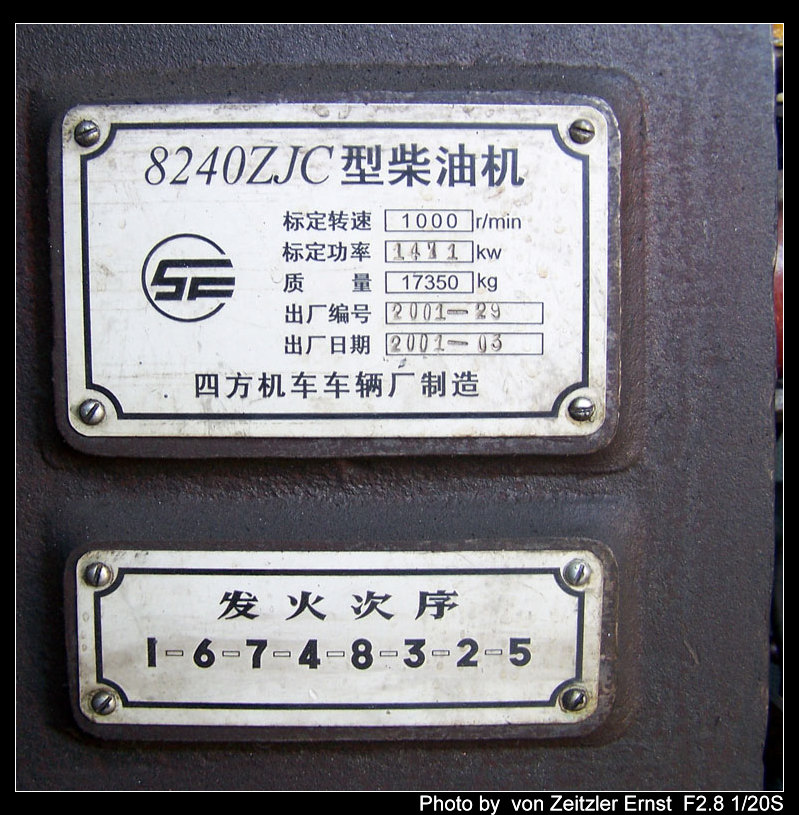 8240ZJC型柴油机
标定转速 1000 r/min
标定功率 1471 kw
质量 17350 kg
SF
出厂编号 2001-29
出厂日期 2001-03
四方机车车辆厂制造
发火次序
1-6-7-4-8-3-2-5
Photo by von Zeitzler Ernst F2.8 1/20S